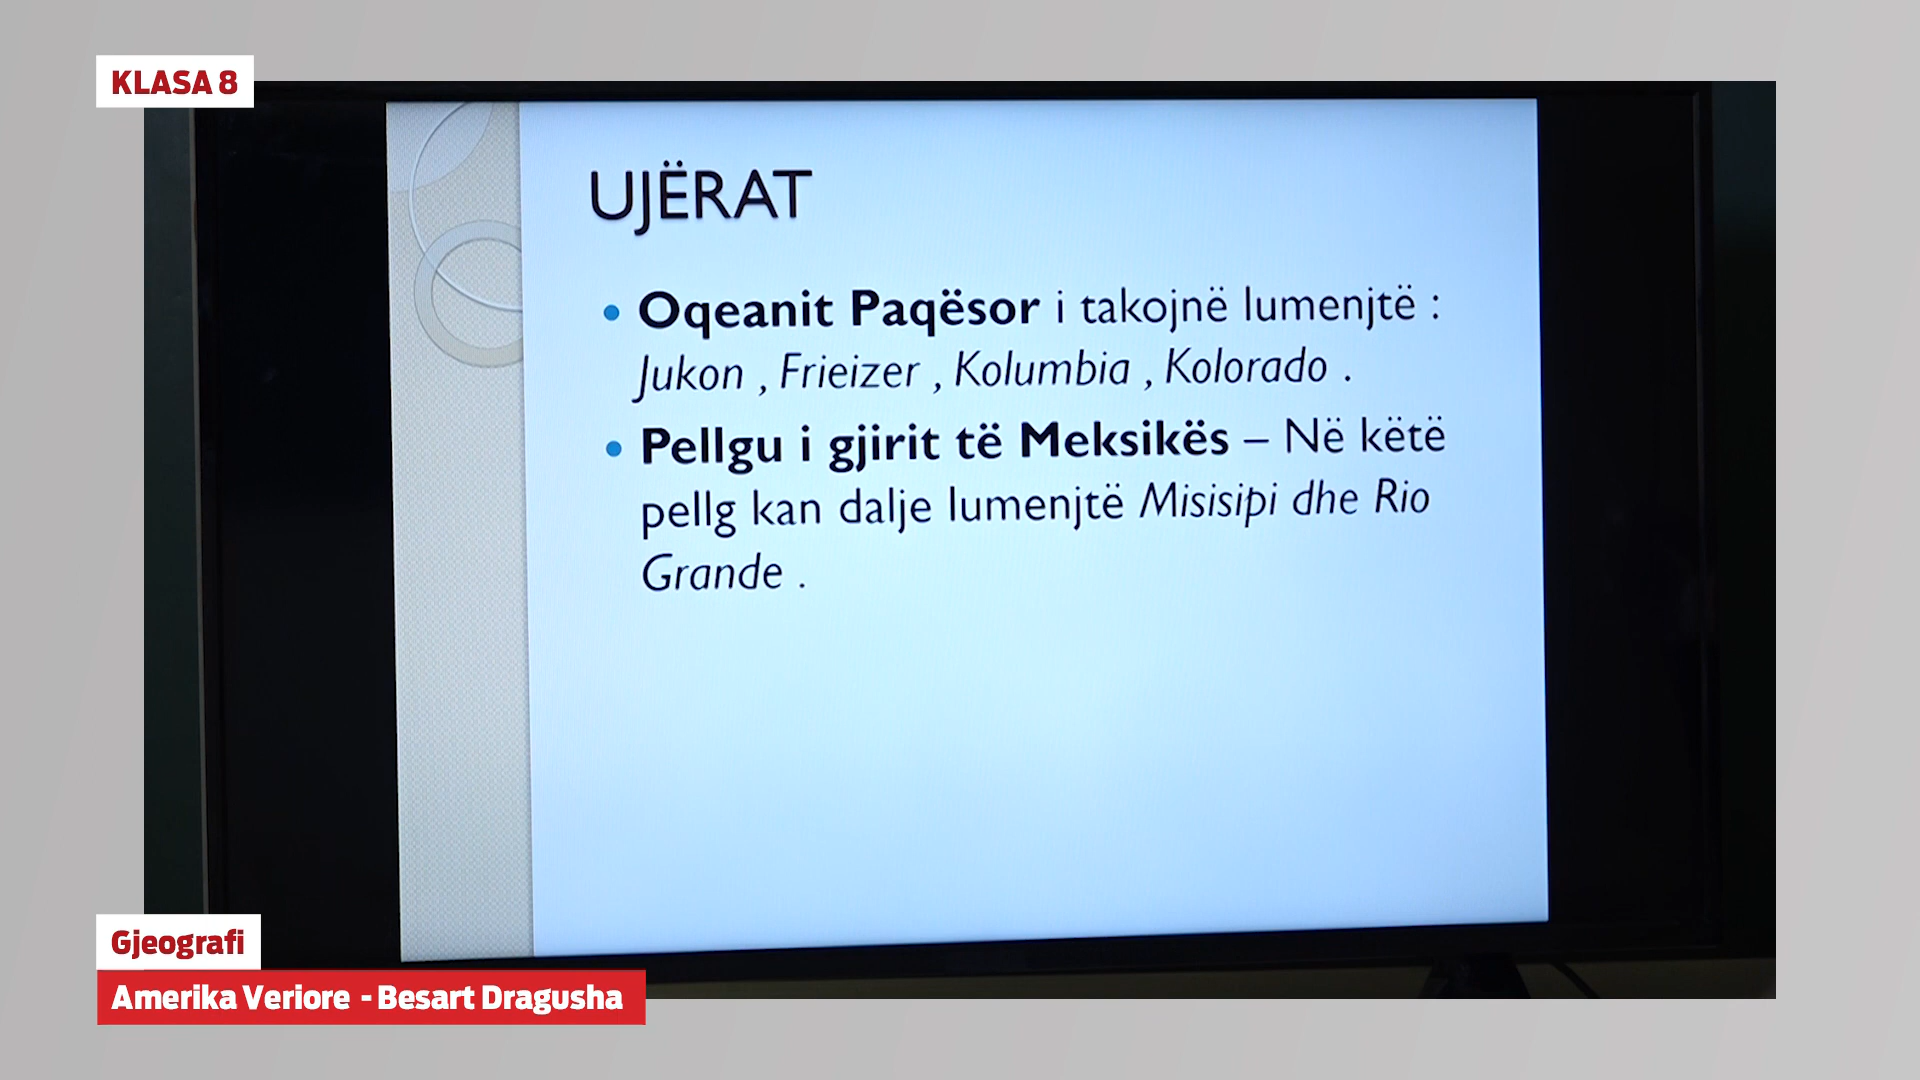 KLASA 8
UJËRAT
• Oqeanit Paqësor i takojnë lumenjtë :
Jukon , Frieizer , Kolumbia , Kolorado .
• Pellgu i gjirit të Meksikës – Në këtë
pellg kan dalje lumenjtë Misisipi dhe Rio
Grande .
Gjeografi
Amerika Veriore - Besart Dragusha